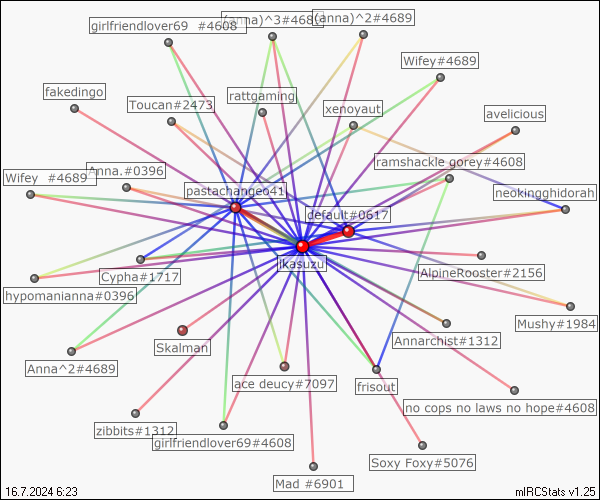 girlfriendlover69 #4608
(anna)^3#4689
(anna)^2#4689
Wifey#4689
fakedingo
Toucan#2473
rattgaming
xenoyaut
avelicious
ramshackle gorey#4608
Wifey #4689
Anna.#0396
pastachangeo41
neokingghidorah
default#0617
jkasuzu
Cypha#1717
AlpineRooster#2156
hypomanianna#0396
Mushy#1984
Annarchist#1312
Skalman
Anna^2#4689
ace deucy#7097
frisout
no cops no laws no hope#4608
zibbits#1312
girlfriendlover69#4608
Soxy Foxy#5076
Mad #6901
16.7.2024 6:23
mIRCStats v1.25